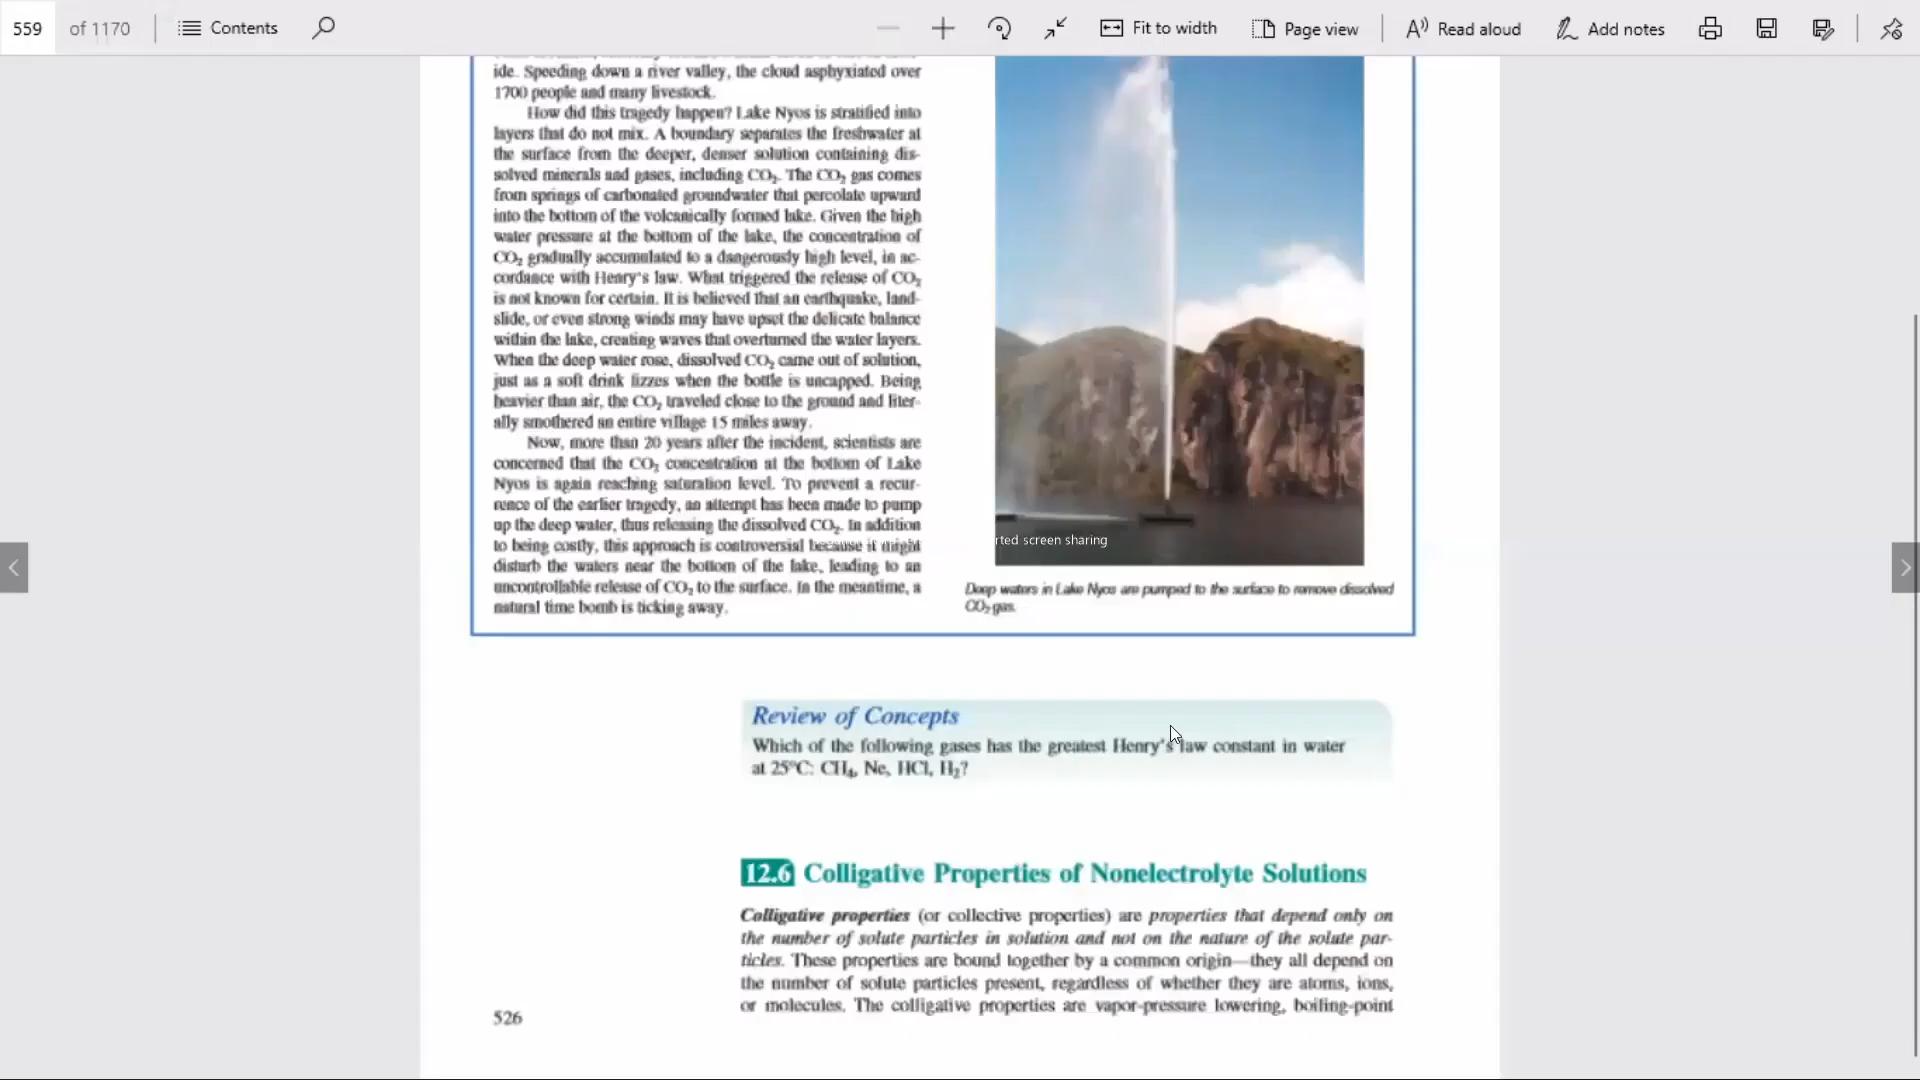 559 of 1170 Contents Fit to width Page view Read aloud Add notes
ide. Speeding down a river valley, the cloud asphyxiated over
1700 people and many livestock.
How did this tragedy happen? Lake Nyos is stratified into
layers that do not mix. A boundary separates the freshwater at
the surface from the deeper, denser solution containing dis-
solved minerals and gases, including CO₂. The CO₂ gas comes
from springs of carbonated groundwater that percolate upward
into the bottom of the volcanically formed lake. Given the high
water pressure at the bottom of the lake, the concentration of
CO₂ gradually accumulated to a dangerously high level, in ac-
cordance with Henry's law. What triggered the release of CO₂
is not known for certain. It is believed that an earthquake, land-
slide, or even strong winds may have upset the delicate balance
within the lake, creating waves that overturned the water layers.
When the deep water rose, dissolved CO₂ came out of solution,
just as a soft drink fizzes when the bottle is uncapped. Being
heavier than air, the CO₂ traveled close to the ground and liter-
ally smothered an entire village 15 miles away.
Now, more than 20 years after the incident, scientists are
concerned that the CO₂ concentration at the bottom of Lake
Nyos is again reaching saturation level. To prevent a recur-
rence of the earlier tragedy, an attempt has been made to pump
up the deep water, thus releasing the dissolved CO₂. In addition
to being costly, this approach is controversial because it might
disturb the waters near the bottom of the lake, leading to an
uncontrollable release of CO₂ to the surface. In the meantime, a
natural time bomb is ticking away.
rted screen sharing
Deep waters in Lake Nyos are pumped to the surface to remove dissolved
CO₂ gas.
Review of Concepts
Which of the following gases has the greatest Henry's law constant in water
at 25°C: CH₄, Ne, HCl, H₂?
12.6 Colligative Properties of Nonelectrolyte Solutions
Colligative properties (or collective properties) are properties that depend only on
the number of solute particles in solution and not on the nature of the solute par-
ticles. These properties are bound together by a common origin—they all depend on
the number of solute particles present, regardless of whether they are atoms, ions,
or molecules. The colligative properties are vapor-pressure lowering, boiling-point
526